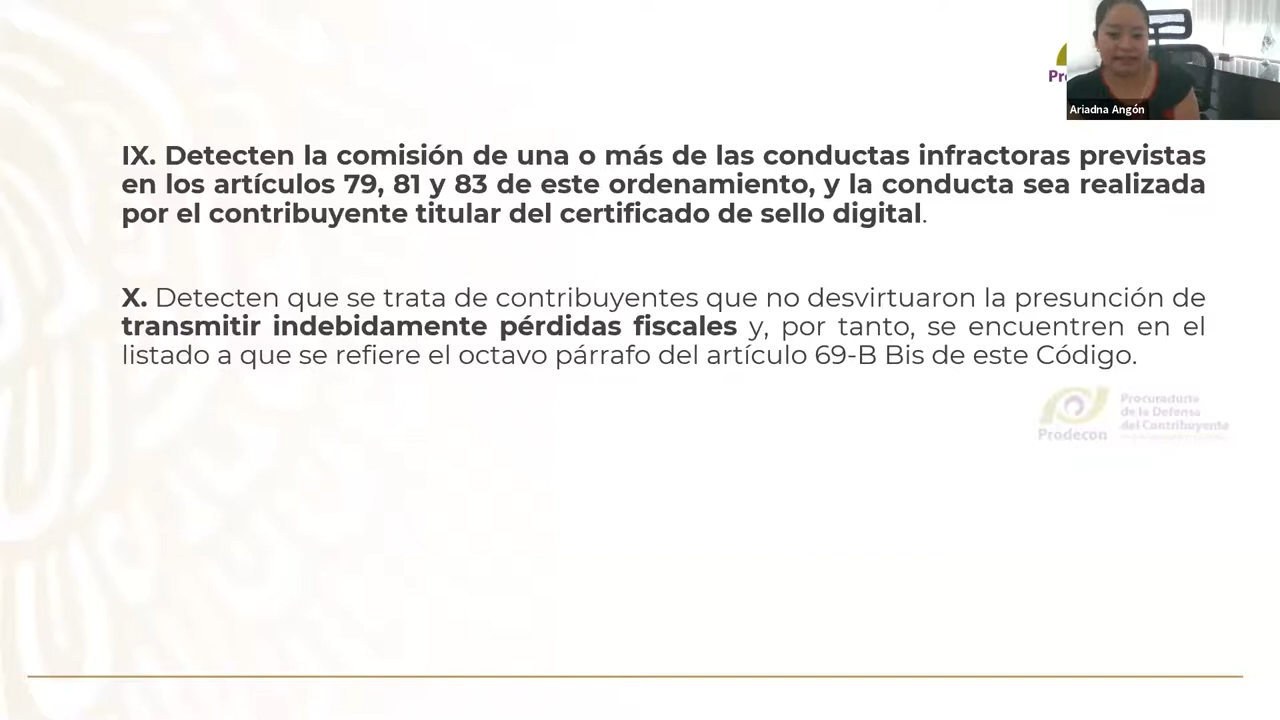 Ariadna Angón
IX. Detecten la comisión de una o más de las conductas infractoras previstas
en los artículos 79, 81 y 83 de este ordenamiento, y la conducta sea realizada
por el contribuyente titular del certificado de sello digital.
X. Detecten que se trata de contribuyentes que no desvirtuaron la presunción de
transmitir indebidamente pérdidas fiscales y, por tanto, se encuentren en el
listado a que se refiere el octavo párrafo del artículo 69-B Bis de este Código.
Prodecon
Procuraduría
de la Defensa
del Contribuyente